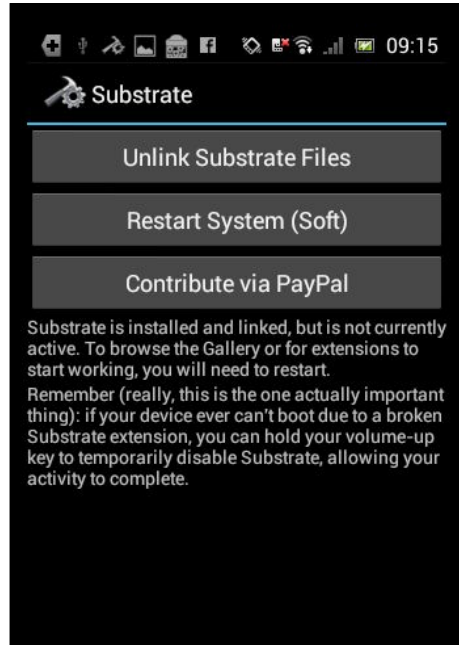 09:15
Substrate
Unlink Substrate Files
Restart System (Soft)
Contribute via PayPal
Substrate is installed and linked, but is not currently
active. To browse the Gallery or for extensions to
start working, you will need to restart.
Remember (really, this is the one actually important
thing): if your device ever can't boot due to a broken
Substrate extension, you can hold your volume-up
key to temporarily disable Substrate, allowing your
activity to complete.